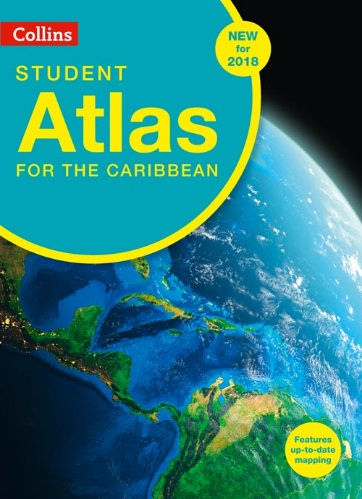 Collins
NEW
for
2018
STUDENT
Atlas
FOR THE CARIBBEAN
Features
up-to-date
mapping